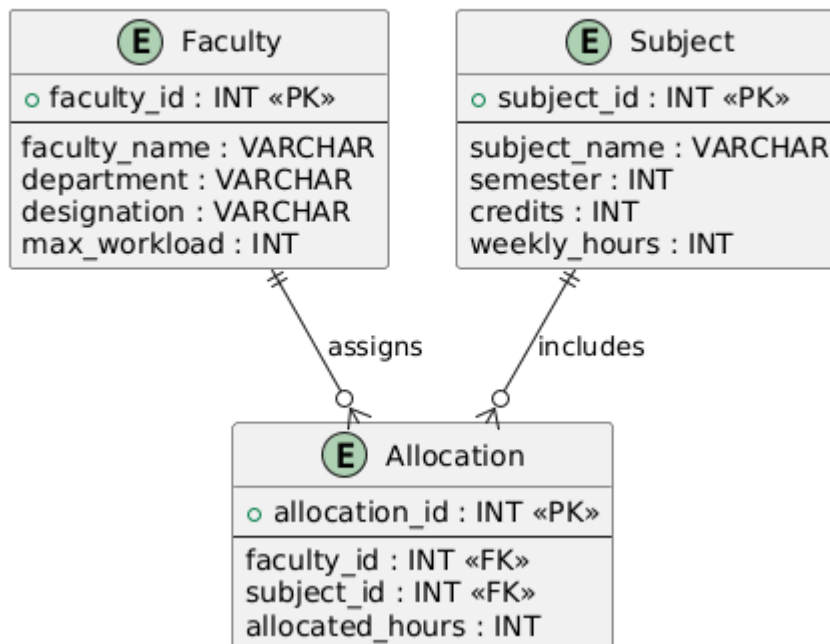 E Faculty
faculty_id : INT «PK»
faculty_name : VARCHAR
department : VARCHAR
designation : VARCHAR
max_workload : INT
E Subject
subject_id : INT «PK»
subject_name : VARCHAR
semester : INT
credits : INT
weekly_hours : INT
assigns
includes
E Allocation
allocation_id : INT «PK»
faculty_id : INT «FK»
subject_id : INT «FK»
allocated_hours : INT